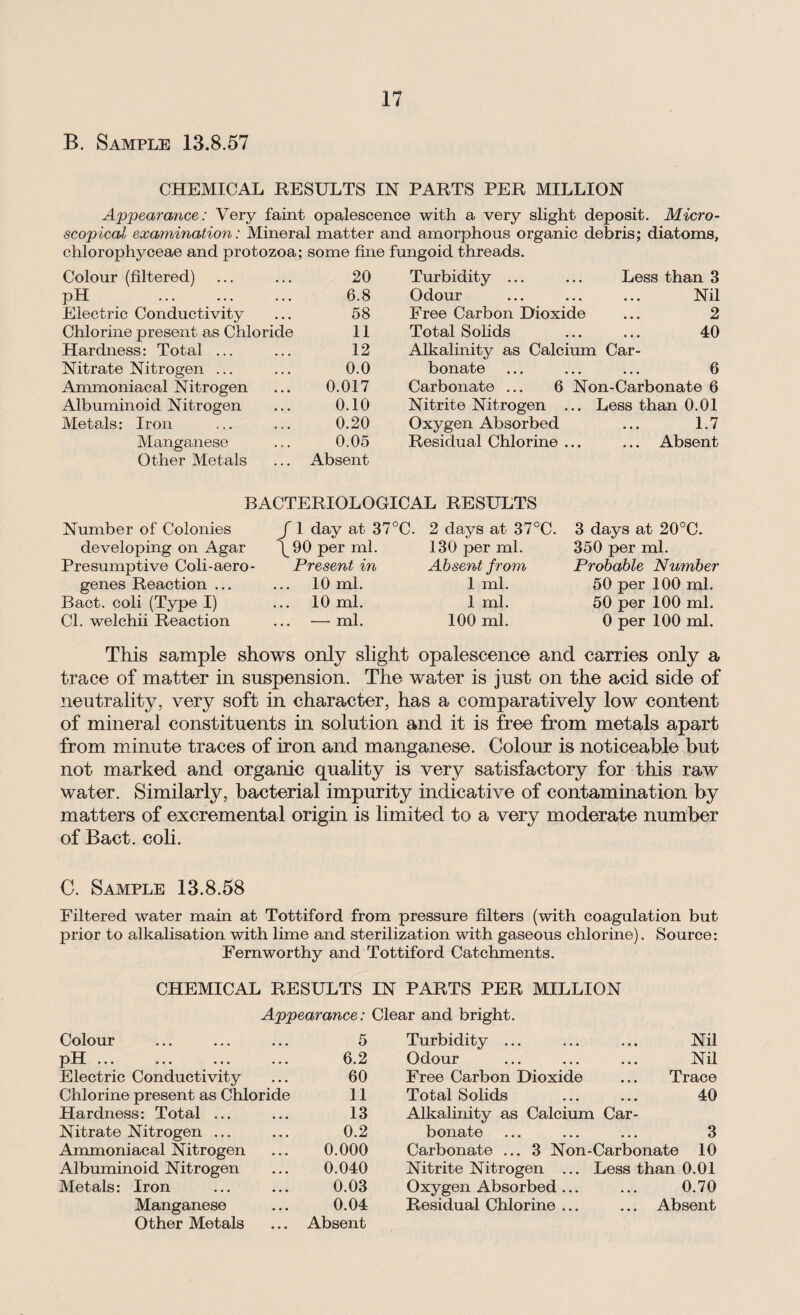 17
B. Sample 13.8.57
CHEMICAL RESULTS IN PARTS PER MILLION
Appearance: Very faint opalescence with a very slight deposit. Micro-
scopical examination: Mineral matter and amorphous organic debris; diatoms,
chlorophyceae and protozoa; some fine fungoid threads.
Colour (filtered) ... ... 20 Turbidity ... ... Less than 3
pH ... ... ... 6.8 Odour ... ... ... Nil
Electric Conductivity ... 58 Free Carbon Dioxide ... 2
Chlorine present as Chloride 11 Total Solids ... ... 40
Hardness: Total ... ... 12 Alkalinity as Calcium Car-
Nitrate Nitrogen ... ... 0.0 bonate ... ... ... 6
Ammoniacal Nitrogen ... 0.017 Carbonate ... 6 Non-Carbonate 6
Albuminoid Nitrogen ... 0.10 Nitrite Nitrogen ... Less than 0.01
Metals: Iron ... ... 0.20 Oxygen Absorbed ... 1.7
Manganese ... 0.05 Residual Chlorine ... ... Absent
Other Metals ... Absent
BACTERIOLOGICAL RESULTS
Number of Colonies { 1 day at 37°C. 2 days at 37°C. 3 days at 20°C.
developing on Agar { 90 per ml. 130 per ml. 350 per ml.
Presumptive Coli-aero- Present in Absent from Probable Number
genes Reaction ... ... 10 ml. 1 ml. 50 per 100 ml.
Bact. coli (Type I) ... 10 ml. 1 ml. 50 per 100 ml.
Cl. welchii Reaction ... — ml. 100 ml. 0 per 100 ml.
This sample shows only slight opalescence and carries only a
trace of matter in suspension. The water is just on the acid side of
neutrality, very soft in character, has a comparatively low content
of mineral constituents in solution and it is free from metals apart
from minute traces of iron and manganese. Colour is noticeable but
not marked and organic quality is very satisfactory for this raw
water. Similarly, bacterial impurity indicative of contamination by
matters of excremental origin is limited to a very moderate number
of Bact. coli.
C. Sample 13.8.58
Filtered water main at Tottiford from pressure filters (with coagulation but
prior to alkalisation with lime and sterilization with gaseous chlorine). Source:
Fernworthy and Tottiford Catchments.
CHEMICAL RESULTS IN PARTS PER MILLION
Appearance: Clear and bright.
Colour ... ... ... 5 Turbidity ... ... ... Nil
pH ... ... ... ... 6.2 Odour ... ... ... Nil
Electric Conductivity ... 60 Free Carbon Dioxide ... Trace
Chlorine present as Chloride 11 Total Solids ... ... 40
Hardness: Total ... ... 13 Alkalinity as Calcium Car-
Nitrate Nitrogen ... ... 0.2 bonate ... ... ... 3
Ammoniacal Nitrogen ... 0.000 Carbonate ... 3 Non-Carbonate 10
Albuminoid Nitrogen ... 0.040 Nitrite Nitrogen ... Less than 0.01
Metals: Iron ... ... 0.03 Oxygen Absorbed ... ... 0.70
Manganese ... 0.04 Residual Chlorine ... ... Absent
Other Metals ... Absent